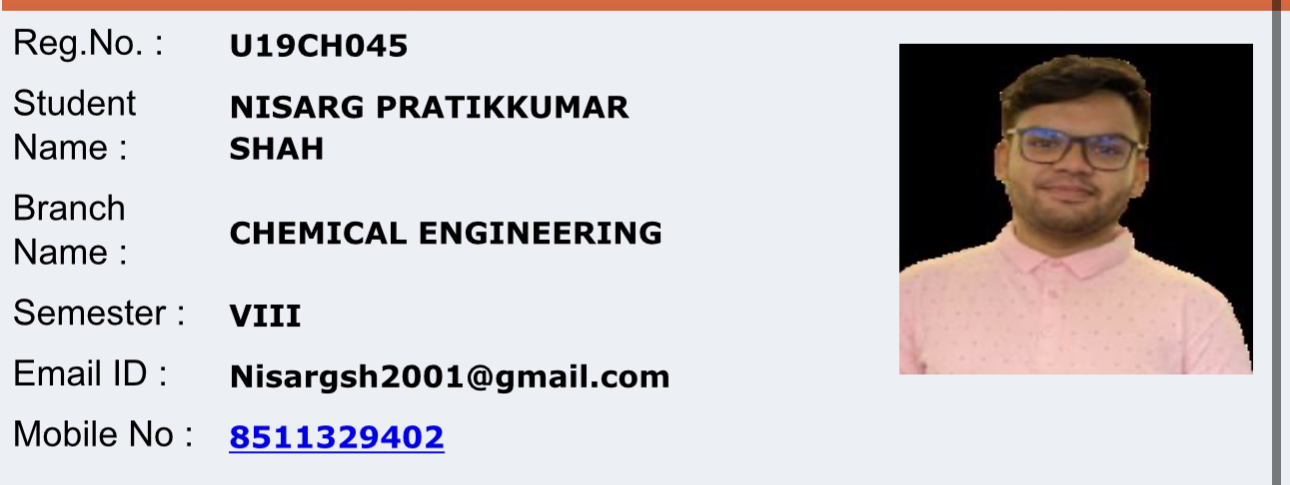 Reg.No. : U19CH045
Student NISARG PRATIKKUMAR
Name : SHAH
Branch
Name : CHEMICAL ENGINEERING
Semester : VIII
Email ID : Nisargsh2001@gmail.com
Mobile No : 8511329402